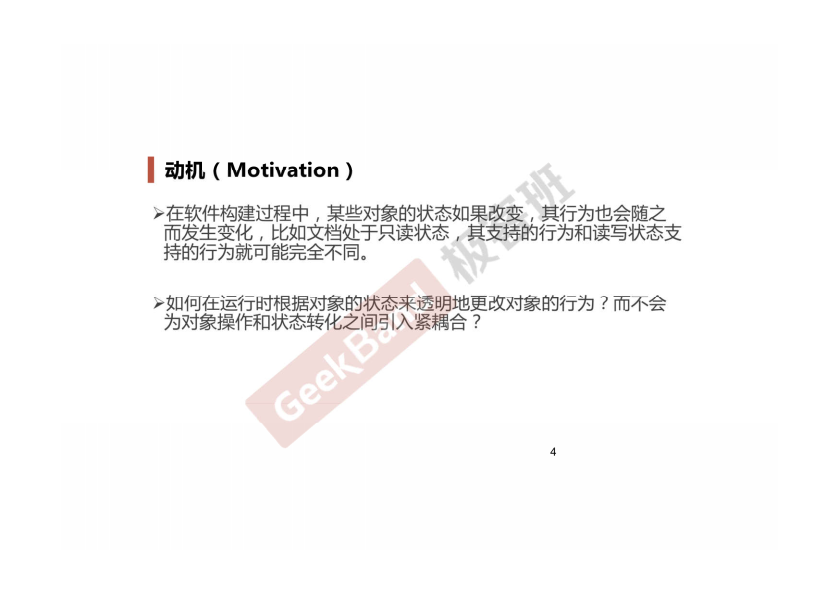 动机（Motivation）
➢在软件构建过程中，某些对象的状态如果改变，其行为也会随之
而发生变化，比如文档处于只读状态，其支持的行为和读写状态支
持的行为就可能完全不同。
➢如何在运行时根据对象的状态来透明地更改对象的行为？而不会
为对象操作和状态转化之间引入紧耦合？
GeekBand 极客班
4